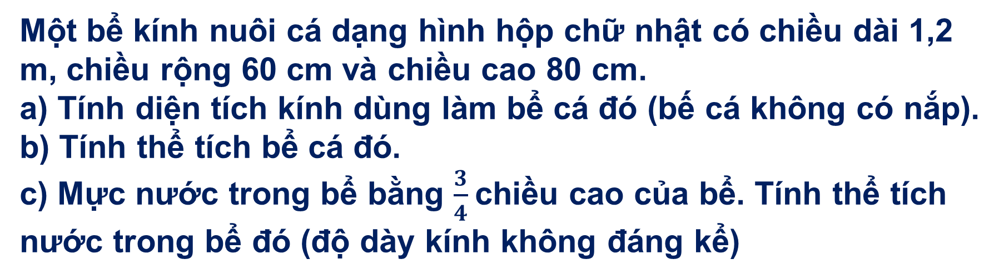 Một bể kính nuôi cá dạng hình hộp chữ nhật có chiều dài 1,2
m, chiều rộng 60 cm và chiều cao 80 cm.
a) Tính diện tích kính dùng làm bể cá đó (bế cá không có nắp).
b) Tính thể tích bể cá đó.
c) Mực nước trong bể bằng 3/4 chiều cao của bể. Tính thể tích
nước trong bể đó (độ dày kính không đáng kể)